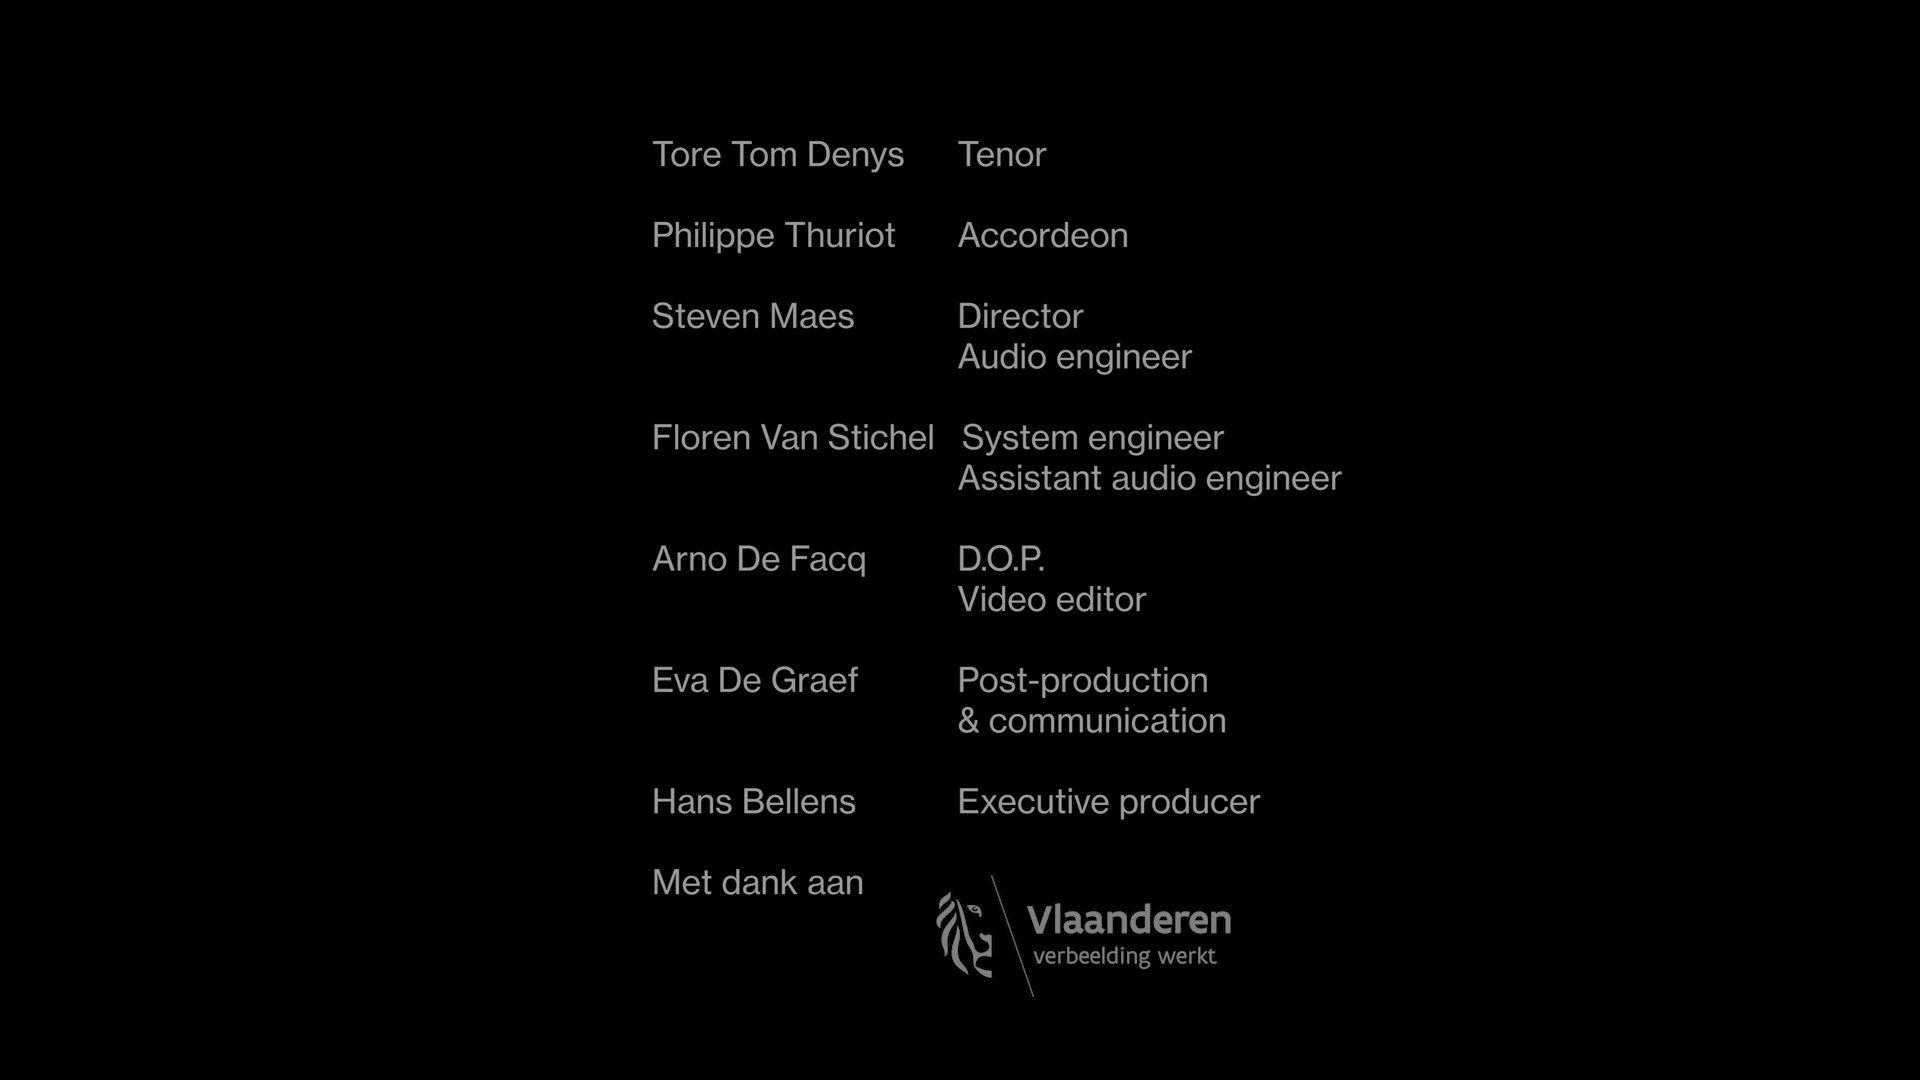 Tore Tom Denys Tenor
Philippe Thuriot Accordeon
Steven Maes Director
Audio engineer
Floren Van Stichel System engineer
Assistant audio engineer
Arno De Facq D.O.P.
Video editor
Eva De Graef Post-production
& communication
Hans Bellens Executive producer
Met dank aan
Vlaanderen
verbeelding werkt